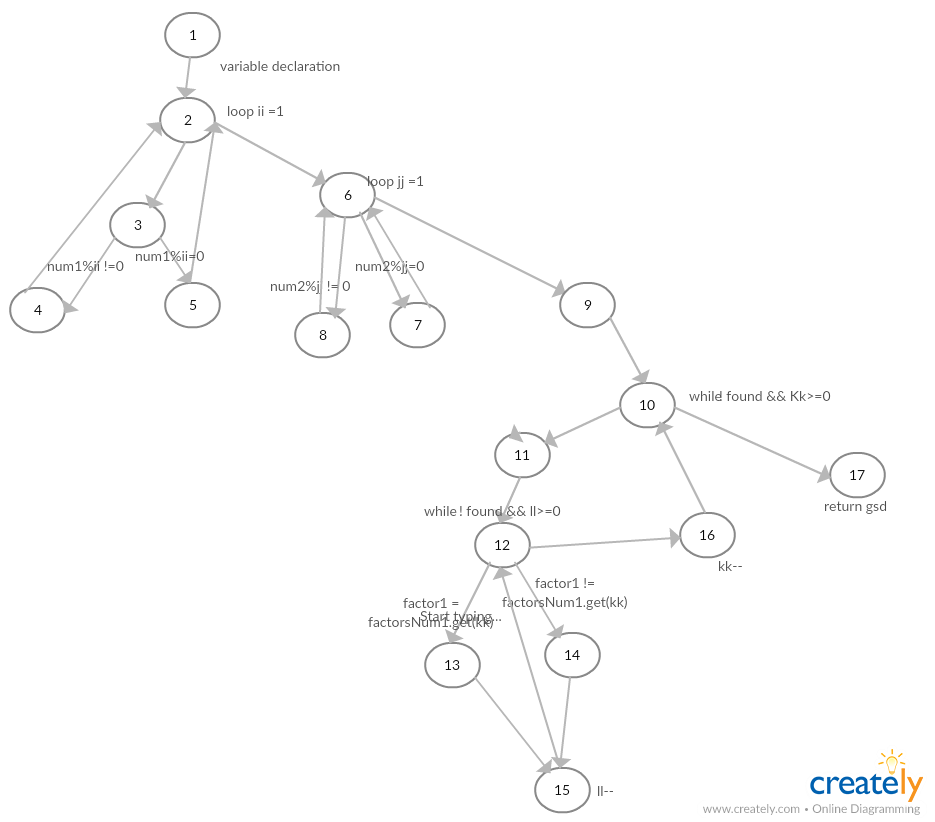 1
variable declaration
2
loop ii =1
6
loop jj =1
3
num1%ii !=0
num1%ii=0
num2%jj != 0
num2%jj=0
4
5
8
7
9
10
while! found && Kk>=0
11
17
return gsd
while! found && ll>=0
12
16
kk--
factor1 !=
factorsNum1.get(kk)
factor1 =
factorsNum1.get(kk)
Start typing...
13
14
15
ll--
creately
www.creately.com • Online Diagramming